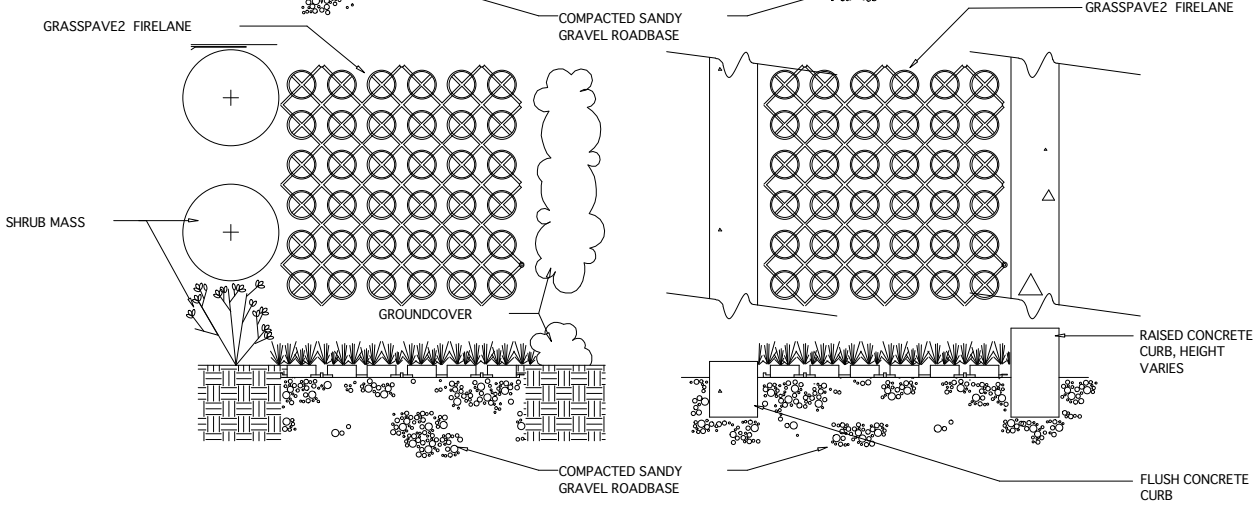 GRASSPAVE2 FIRELANE
COMPACTED SANDY
GRAVEL ROADBASE
GRASSPAVE2 FIRELANE
SHRUB MASS
GROUNDCOVER
RAISED CONCRETE
CURB, HEIGHT
VARIES
COMPACTED SANDY
GRAVEL ROADBASE
FLUSH CONCRETE
CURB